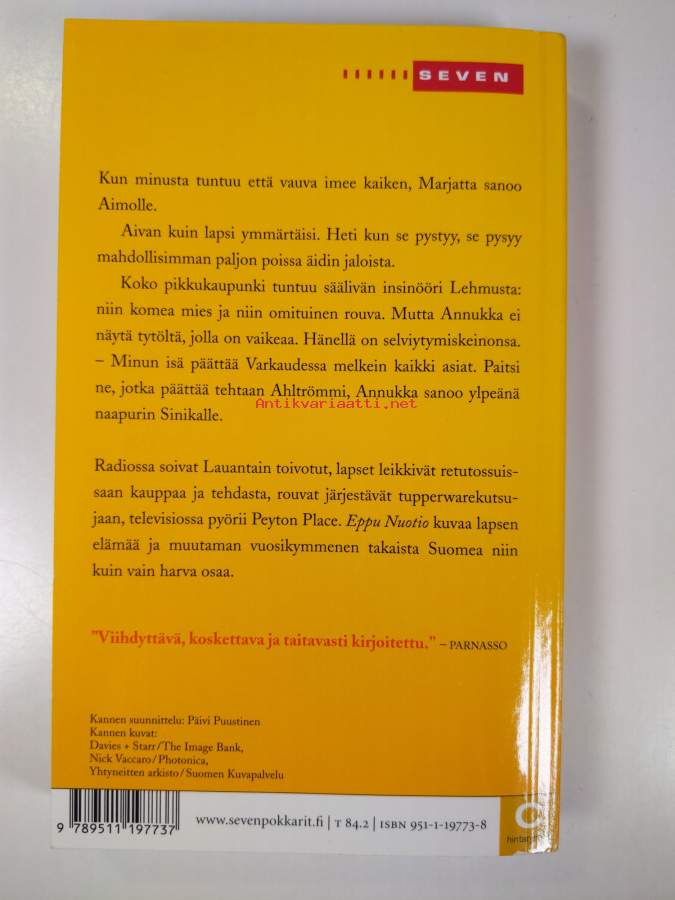 SEVEN
Kun minusta tuntuu että vauva imee kaiken, Marjatta sanoo
Aimolle.
Aivan kuin lapsi ymmärtäisi. Heti kun se pystyy, se pysyy
mahdollisimman paljon poissa äidin jaloista.
Koko pikkukaupunki tuntuu säälivän insinööri Lehmusta:
niin komea mies ja niin omituinen rouva. Mutta Annukka ei
näytä tytöltä, jolla on vaikeaa. Hänellä on selviytymiskeinonsa.
– Minun isä päättää Varkaudessa melkein kaikki asiat. Paitsi
ne, jotka päättää tehtaan Ahltrömmi, Annukka sanoo ylpeänä
Antikvariaatti.net
naapurin Sinikalle.
Radiossa soivat Lauantain toivotut, lapset leikkivät retutossuis-
saan kauppaa ja tehdasta, rouvat järjestävät tupperwarekutsu-
jaan, televisiossa pyörii Peyton Place. Eppu Nuotio kuvaa lapsen
elämää ja muutaman vuosikymmenen takaista Suomea niin
kuin vain harva osaa.
"Viihdyttävä, koskettava ja taitavasti kirjoitettu." – PARNASSO
Kannen suunnittelu: Päivi Puustinen
Kannen kuvat:
Davies + Starr/The Image Bank,
Nick Vaccaro/Photonica,
Yhtyneitten arkisto/Suomen Kuvapalvelu
www.sevenpokkarit.fi | T 84.2 | ISBN 951-1-19773-8
9 789511 197737